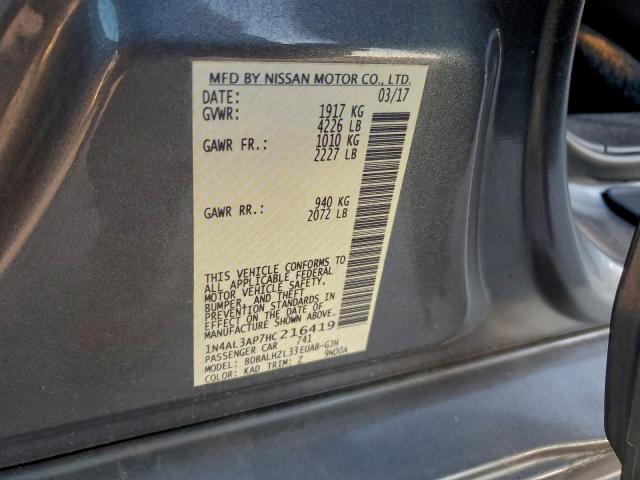 MFD BY NISSAN MOTOR CO., LTD.
DATE: 03/17
GVWR: 1917 KG
4226 LB
GAWR FR.: 1010 KG
2227 LB
GAWR RR.: 940 KG
2072 LB
THIS VEHICLE CONFORMS TO
ALL APPLICABLE FEDERAL
MOTOR VEHICLE SAFETY,
BUMPER, AND THEFT
PREVENTION STANDARDS IN
EFFECT ON THE DATE OF
MANUFACTURE SHOWN ABOVE.
1N4AL3AP7HC216419
PASSENGER CAR 741
MODEL: BDBALHZL33EUA8-GJH
COLOR: KAD TRIM: Z 9N00A